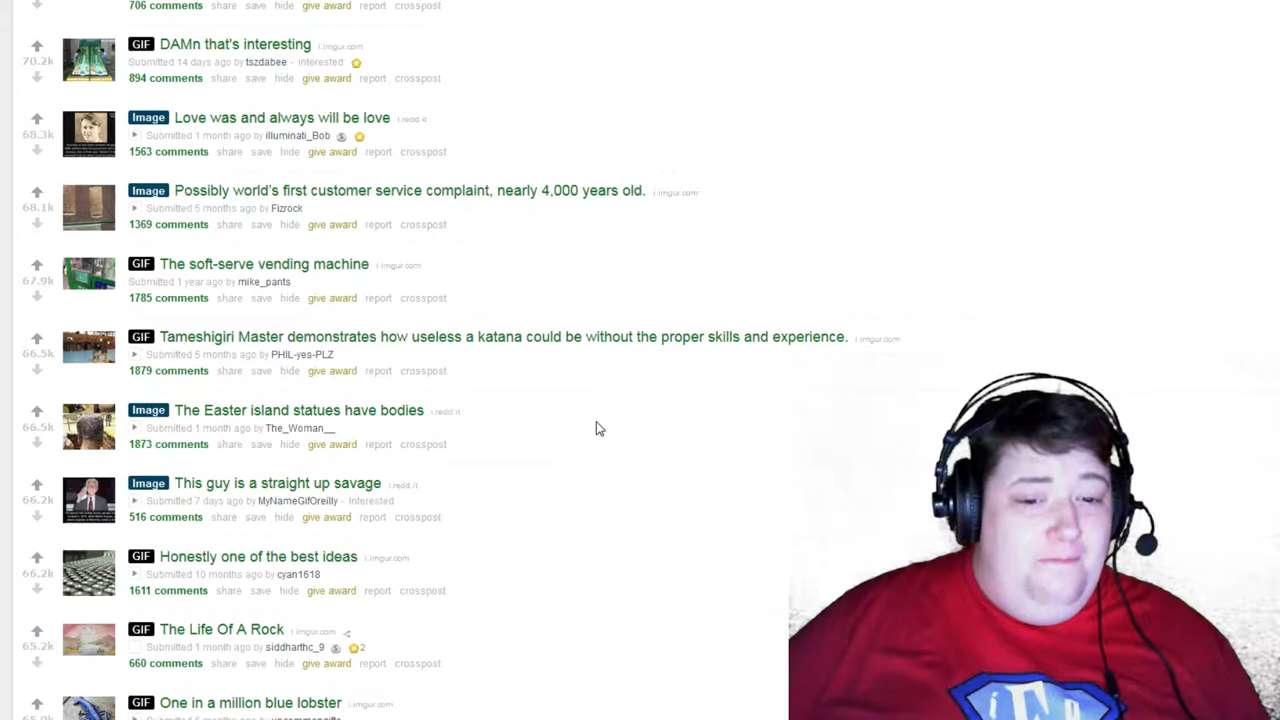 706 comments share save hide give award report crosspost
GIF DAMn that's interesting i.imgur.com
70.2k
Submitted 14 days ago by tszdabee - Interested
894 comments share save hide give award report crosspost
Image Love was and always will be love i.redd.it
68.3k
Submitted 1 month ago by illuminati_Bob
1563 comments share save hide give award report crosspost
Image Possibly world's first customer service complaint, nearly 4,000 years old. i.imgur.com
68.1k
Submitted 5 months ago by Fizrock
1369 comments share save hide give award report crosspost
GIF The soft-serve vending machine i.imgur.com
67.9k
Submitted 1 year ago by mike_pants
1785 comments share save hide give award report crosspost
GIF Tameshigiri Master demonstrates how useless a katana could be without the proper skills and experience. i.imgur.com
66.5k
Submitted 5 months ago by PHIL-yes-PLZ
1879 comments share save hide give award report crosspost
Image The Easter island statues have bodies i.redd.it
66.5k
Submitted 1 month ago by The_Woman__
1873 comments share save hide give award report crosspost
Image This guy is a straight up savage i.redd.it
66.2k
Submitted 7 days ago by MyNameGifOreilly - Interested
516 comments share save hide give award report crosspost
GIF Honestly one of the best ideas i.imgur.com
66.2k
Submitted 10 months ago by cyan1618
1611 comments share save hide give award report crosspost
GIF The Life Of A Rock i.imgur.com
65.2k
Submitted 1 month ago by siddharthc_9 2
660 comments share save hide give award report crosspost
GIF One in a million blue lobster i.imgur.com